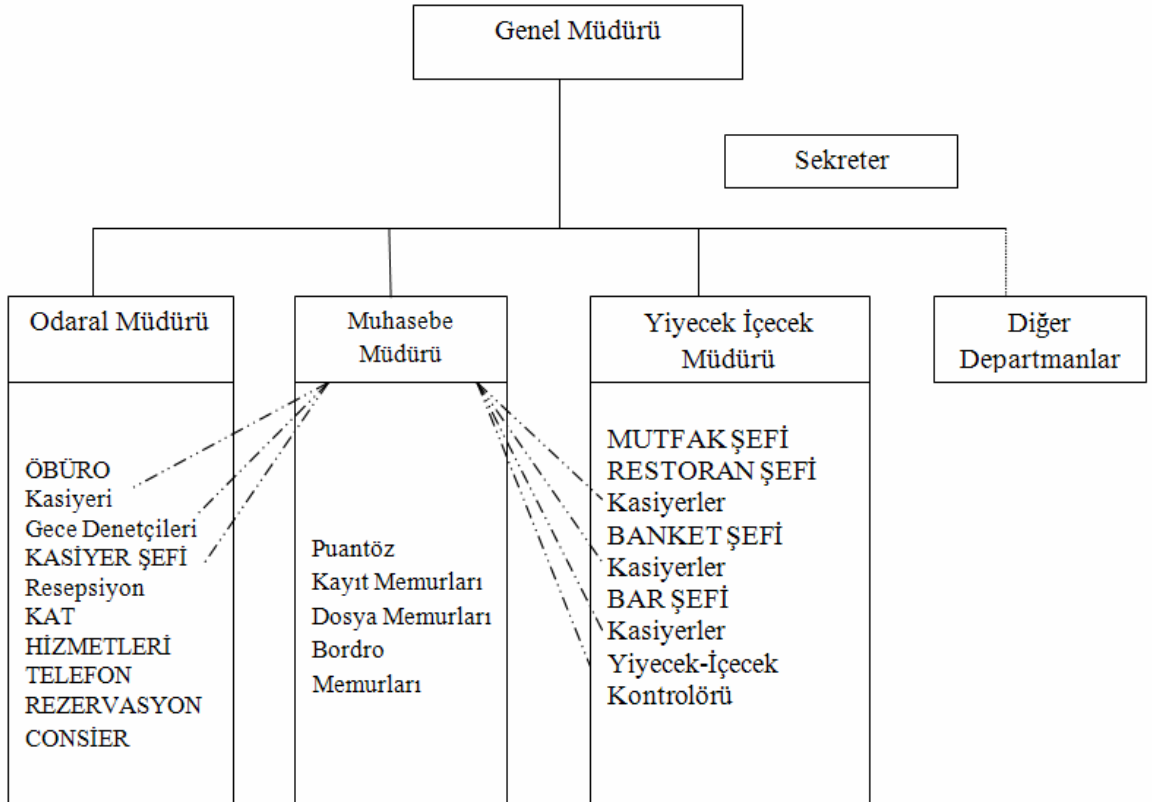 Genel Müdürü
Sekreter
Odaral Müdürü
Muhasebe
Müdürü
Yiyecek İçecek
Müdürü
Diğer
Departmanlar
ÖBÜRO
Kasiyeri
Gece Denetçileri
KASİYER ŞEFİ
Resepsiyon
KAT
HİZMETLERİ
TELEFON
REZERVASYON
CONSİER
Puantöz
Kayıt Memurları
Dosya Memurları
Bordro
Memurları
MUTFAK ŞEFİ
RESTORAN ŞEFİ
Kasiyerler
BANKET ŞEFİ
Kasiyerler
BAR ŞEFİ
Kasiyerler
Yiyecek-İçecek
Kontrolörü